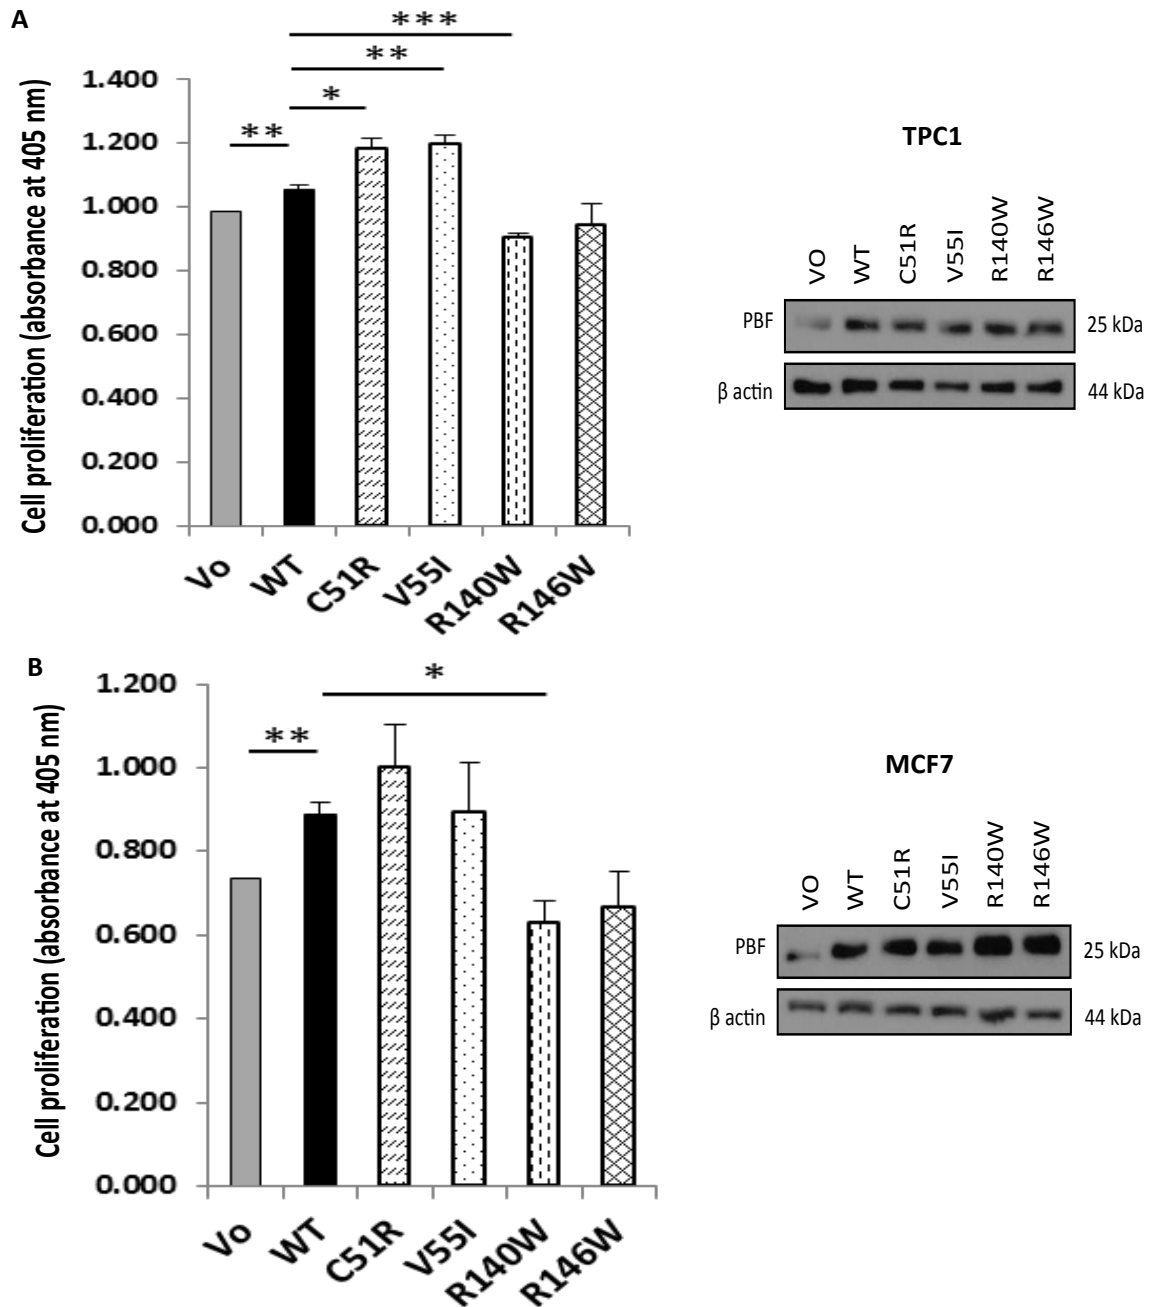 A
***
**
*
**
Cell proliferation (absorbance at 405 nm)
1.400
1.200
1.000
0.800
0.600
0.400
0.200
0.000
Vo
WT
C51R
V55I
R140W
R146W
TPC1
VO
WT
C51R
V55I
R140W
R146W
PBF
25 kDa
β actin
44 kDa
B
*
**
Cell proliferation (absorbance at 405 nm)
1.200
1.000
0.800
0.600
0.400
0.200
0.000
Vo
WT
C51R
V55I
R140W
R146W
MCF7
VO
WT
C51R
V55I
R140W
R146W
PBF
25 kDa
β actin
44 kDa